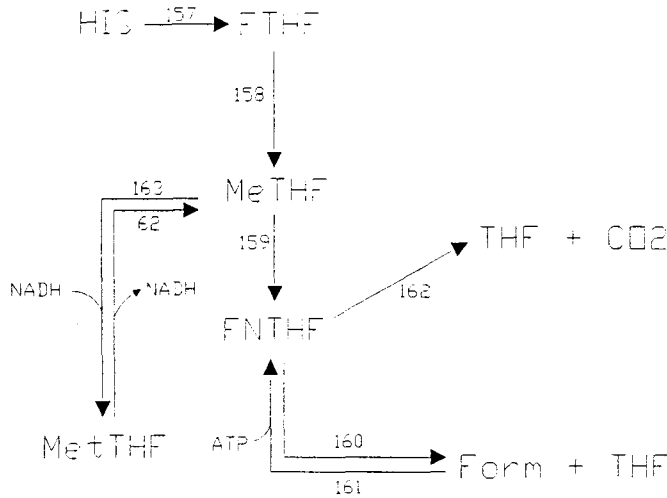 HIS 157 FTHF
158
163 MeTHF
62
159 THF + CO2
NADH NADH 162
FNTHF
MetTHF ATP 160 Form + THF
161